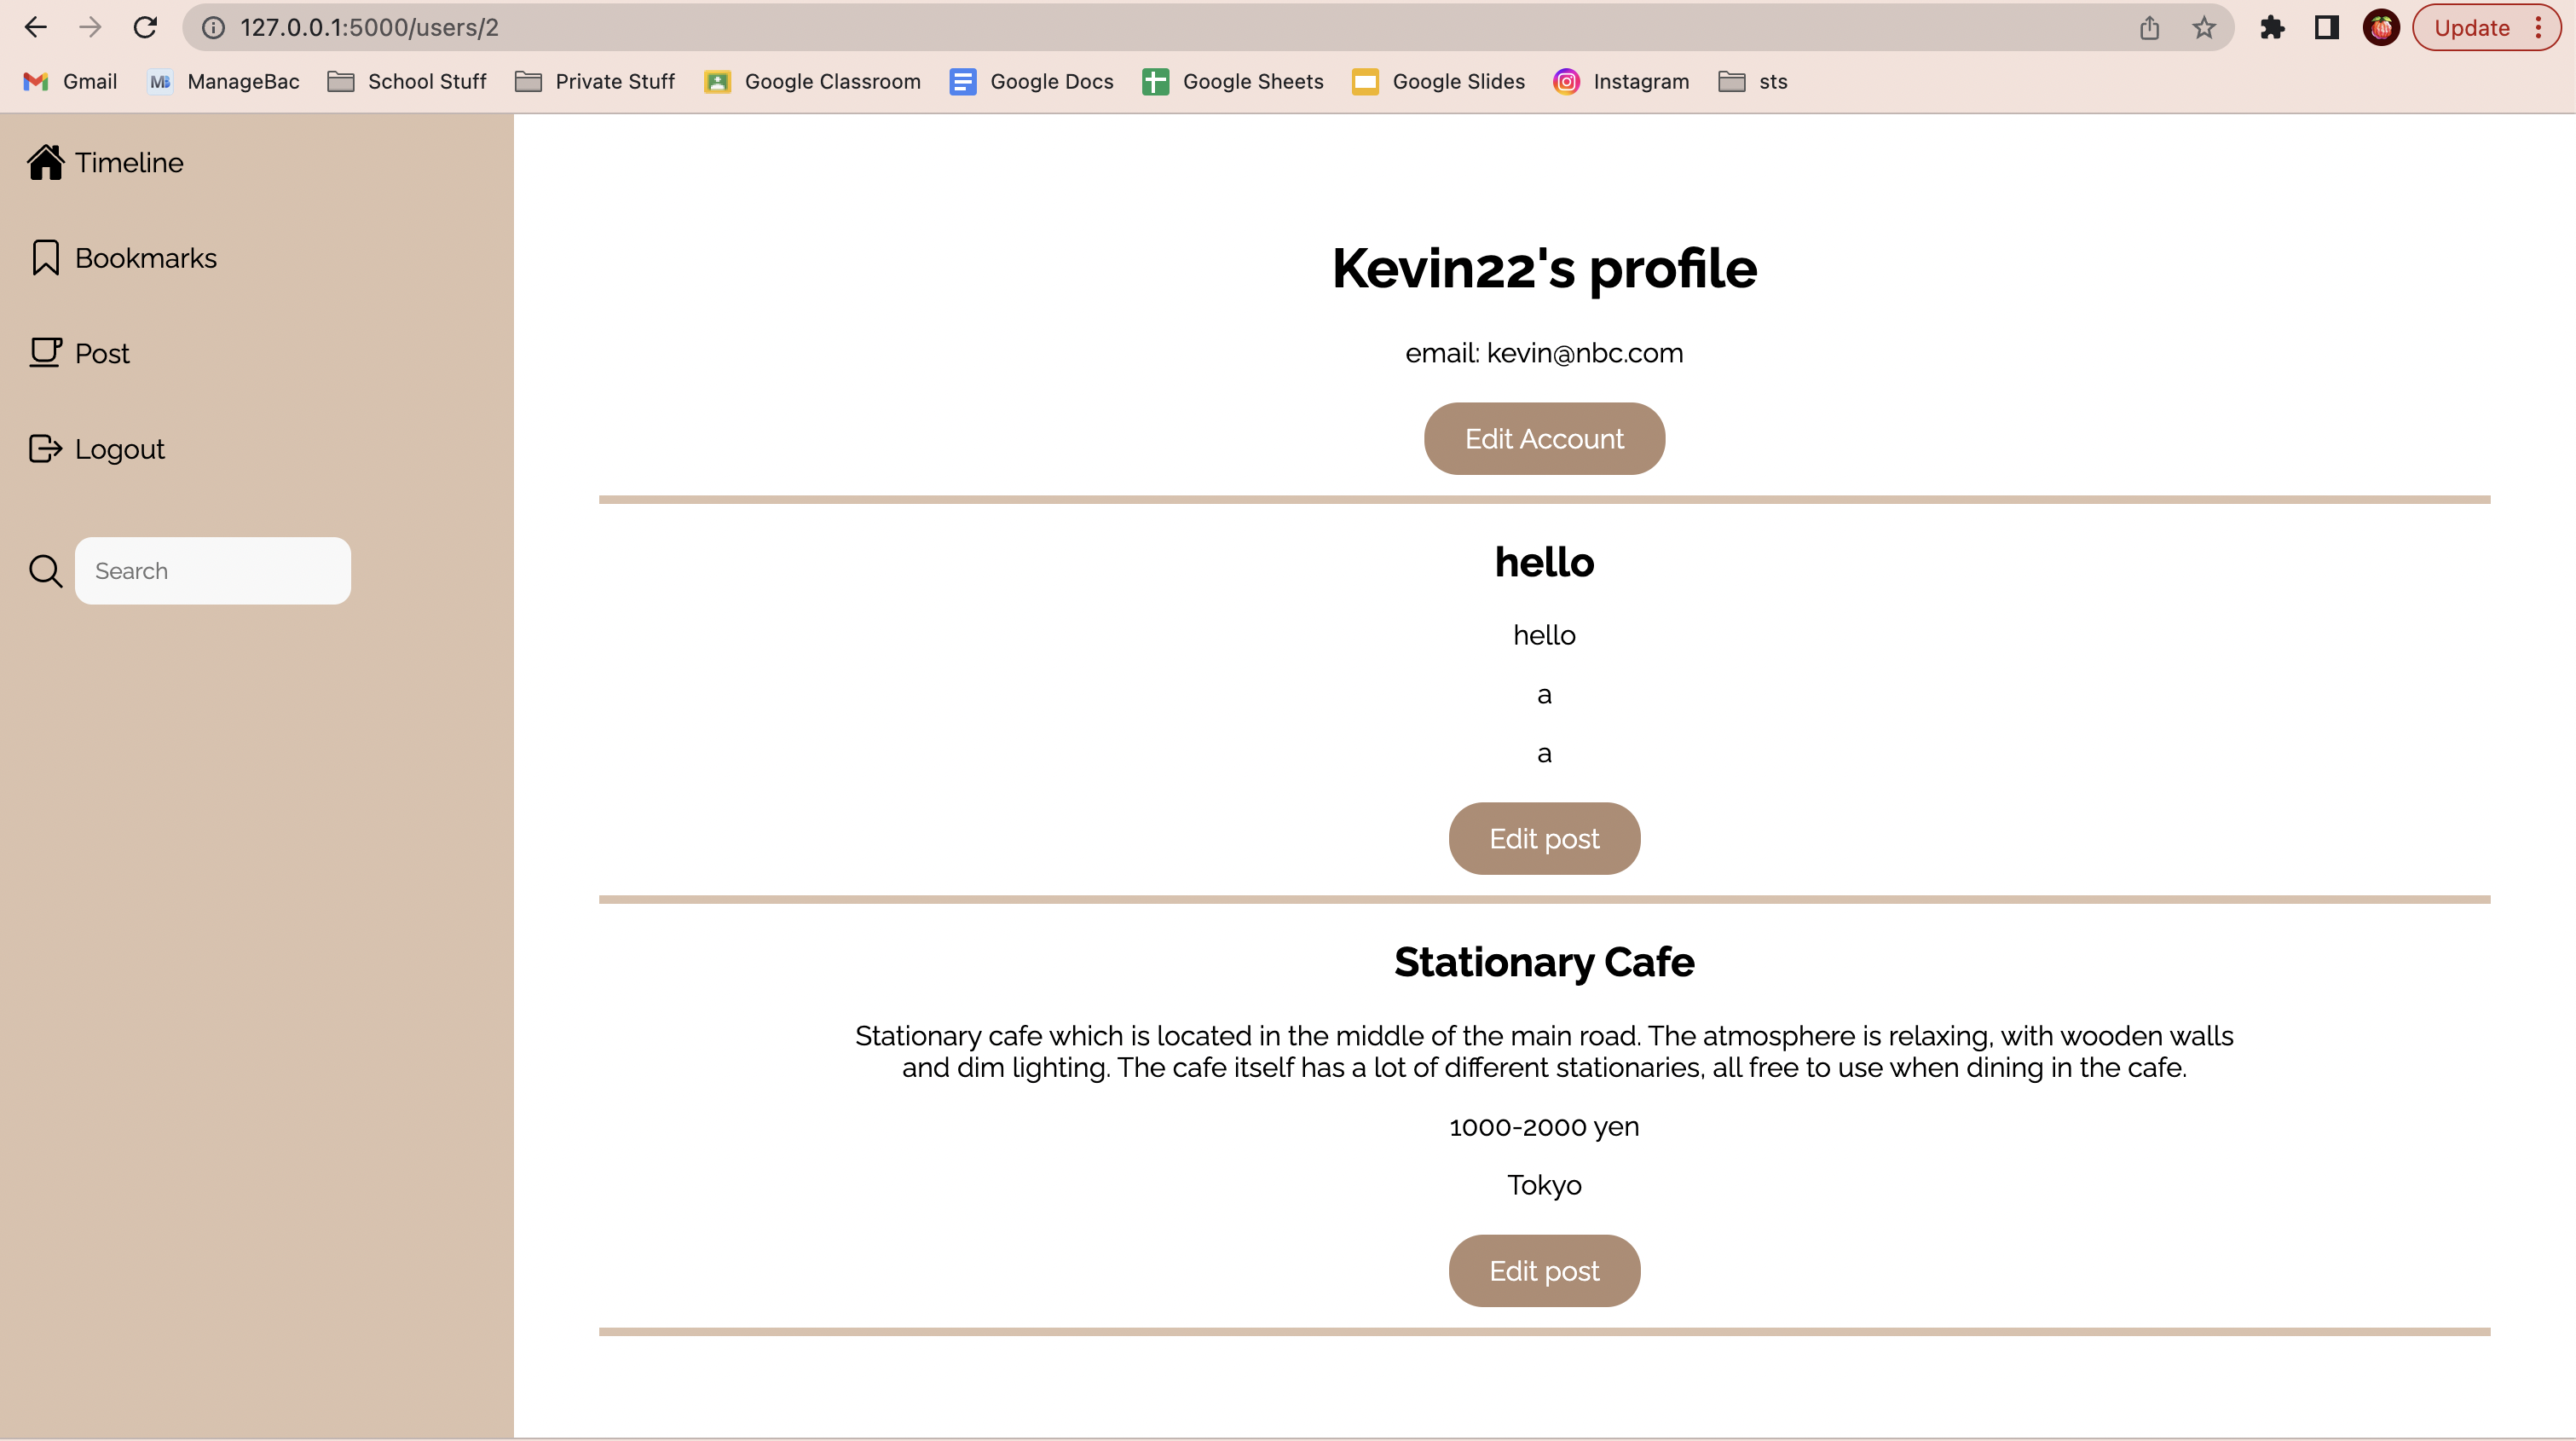 127.0.0.1:5000/users/2
Update
Gmail
ManageBac
School Stuff
Private Stuff
Google Classroom
Google Docs
Google Sheets
Google Slides
Instagram
sts
Timeline
Bookmarks
Post
Logout
Search
Kevin22's profile
email: kevin@nbc.com
Edit Account
hello
hello
a
a
Edit post
Stationary Cafe
Stationary cafe which is located in the middle of the main road. The atmosphere is relaxing, with wooden walls
and dim lighting. The cafe itself has a lot of different stationaries, all free to use when dining in the cafe.
1000-2000 yen
Tokyo
Edit post